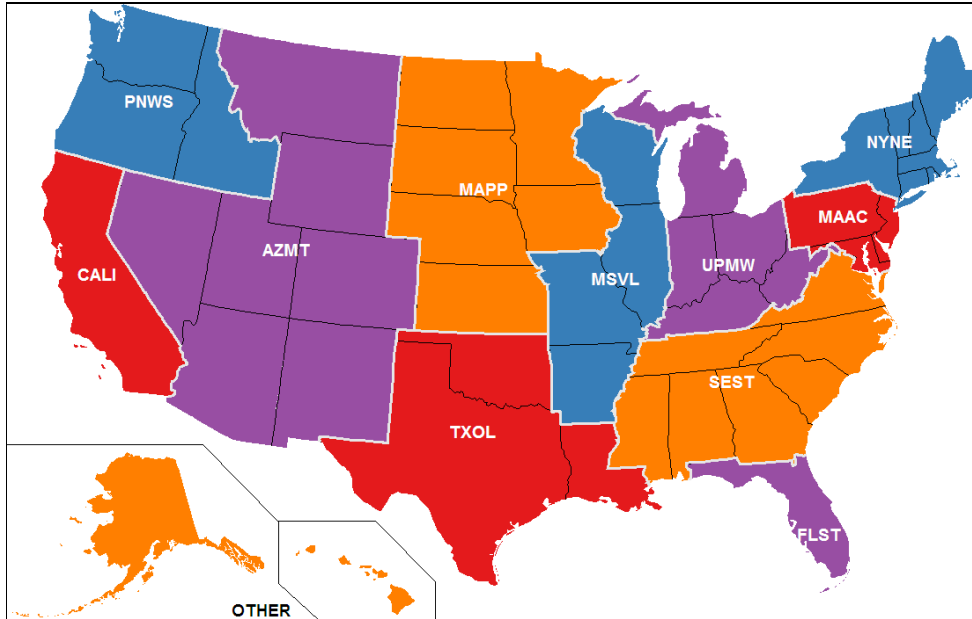 PNWS
NYNE
MAPP
MAAC
AZMT
UPMW
CALI
MSVL
SEST
TXOL
FLST
OTHER